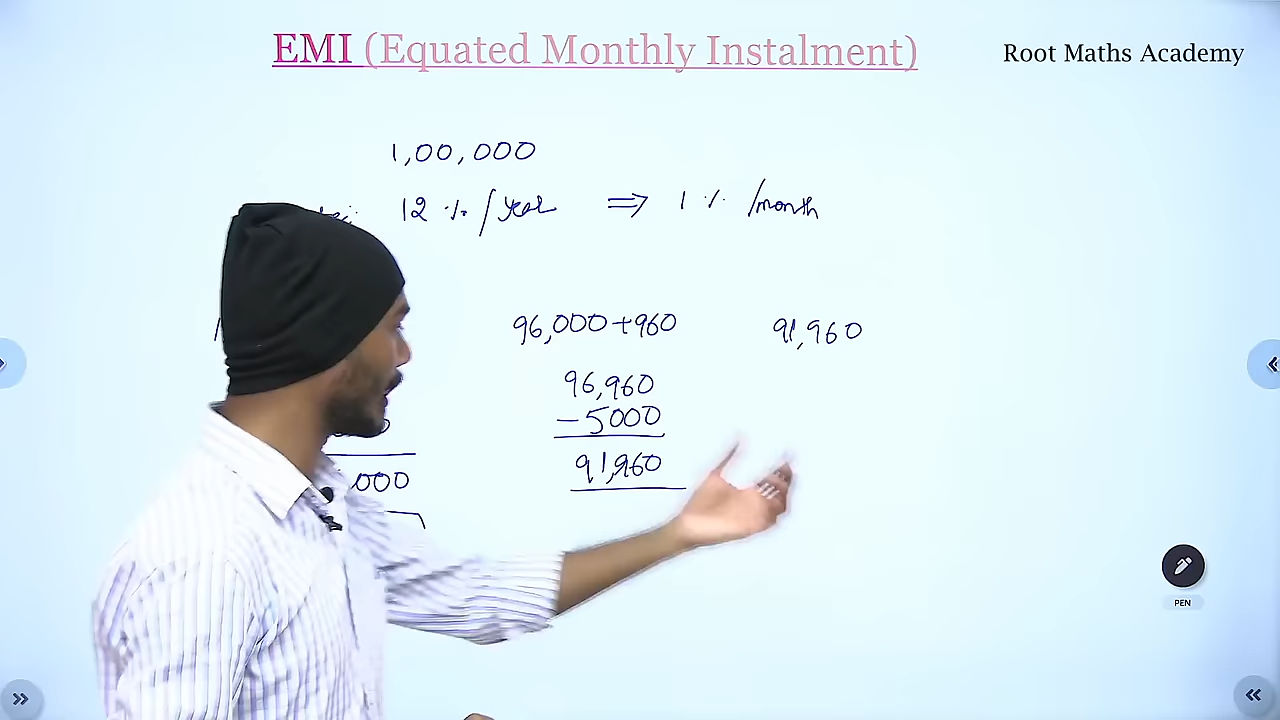 EMI (Equated Monthly Instalment)
Root Maths Academy
1,00,000
12 % / year ⇒ 1 % /month
96,000+960
91,960
96,960
−5000
91,960
000
PEN